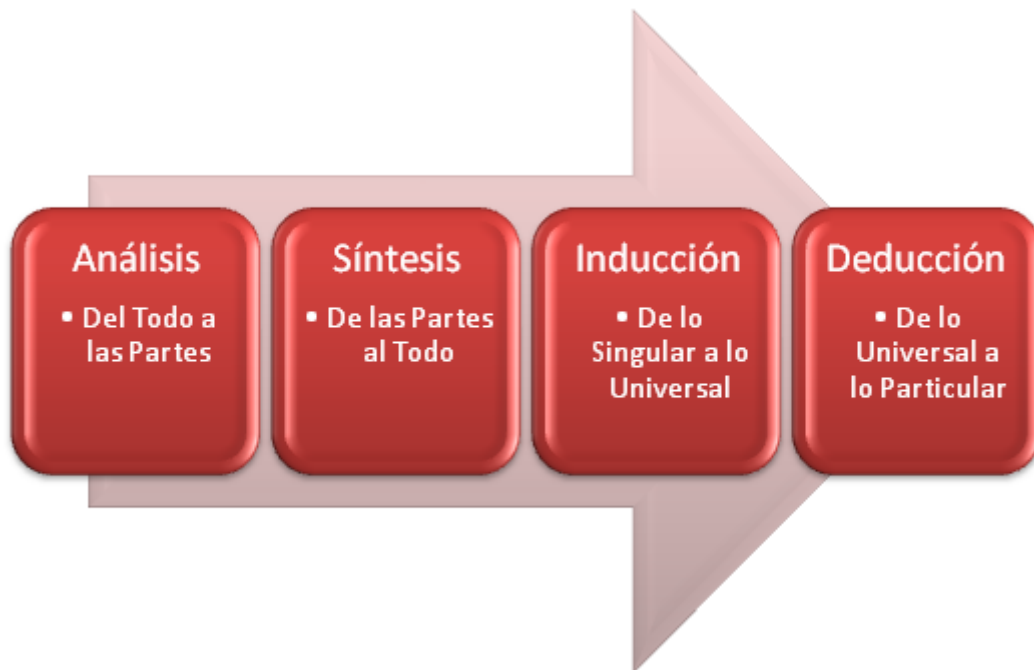 Análisis
• Del Todo a
las Partes
Síntesis
• De las Partes
al Todo
Inducción
• De lo
Singular a lo
Universal
Deducción
• De lo
Universal a
lo Particular